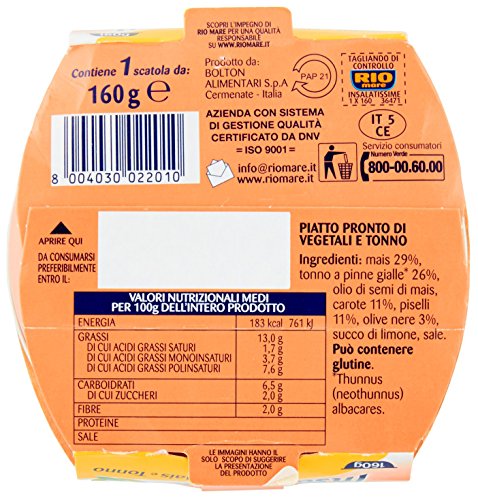 160g
SCOPRI L'IMPEGNO DI
RIO MARE PER UNA QUALITÀ
RESPONSABILE
SU WWW.RIOMARE.IT
Contiene 1 scatola da:
160 g e
8 004030 022010
Prodotto da:
BOLTON
ALIMENTARI S.p.A
Cermenate - Italia
PAP 21
TAGLIANDO DI
CONTROLLO
RIO
mare
INSALATISSIME
1 X 160 36471
AZIENDA CON SISTEMA
DI GESTIONE QUALITÀ
CERTIFICATO DA DNV
= ISO 9001 =
info@riomare.it
www.riomare.it
IT 5
CE
Servizio consumatori
Numero Verde
800-00.60.00
APRIRE QUI
DA CONSUMARSI
PREFERIBILMENTE
ENTRO IL:
PIATTO PRONTO DI
VEGETALI E TONNO
Ingredienti: mais 29%,
tonno a pinne gialle* 26%,
olio di semi di mais,
carote 11%, piselli
11%, olive nere 3%,
succo di limone, sale.
Può contenere
glutine.
*Thunnus
(neothunnus)
albacares.
VALORI NUTRIZIONALI MEDI
PER 100g DELL'INTERO PRODOTTO
ENERGIA 183 kcal 761 kJ
GRASSI 13,0 g
DI CUI ACIDI GRASSI SATURI 1,7 g
DI CUI ACIDI GRASSI MONOINSATURI 3,7 g
DI CUI ACIDI GRASSI POLINSATURI 7,6 g
CARBOIDRATI 6,5 g
DI CUI ZUCCHERI 2,0 g
FIBRE 2,0 g
PROTEINE
SALE
LE IMMAGINI HANNO IL
SOLO SCOPO DI SUGGERIRE
LA PRESENTAZIONE
DEL PRODOTTO
160g
Mais e Tonno